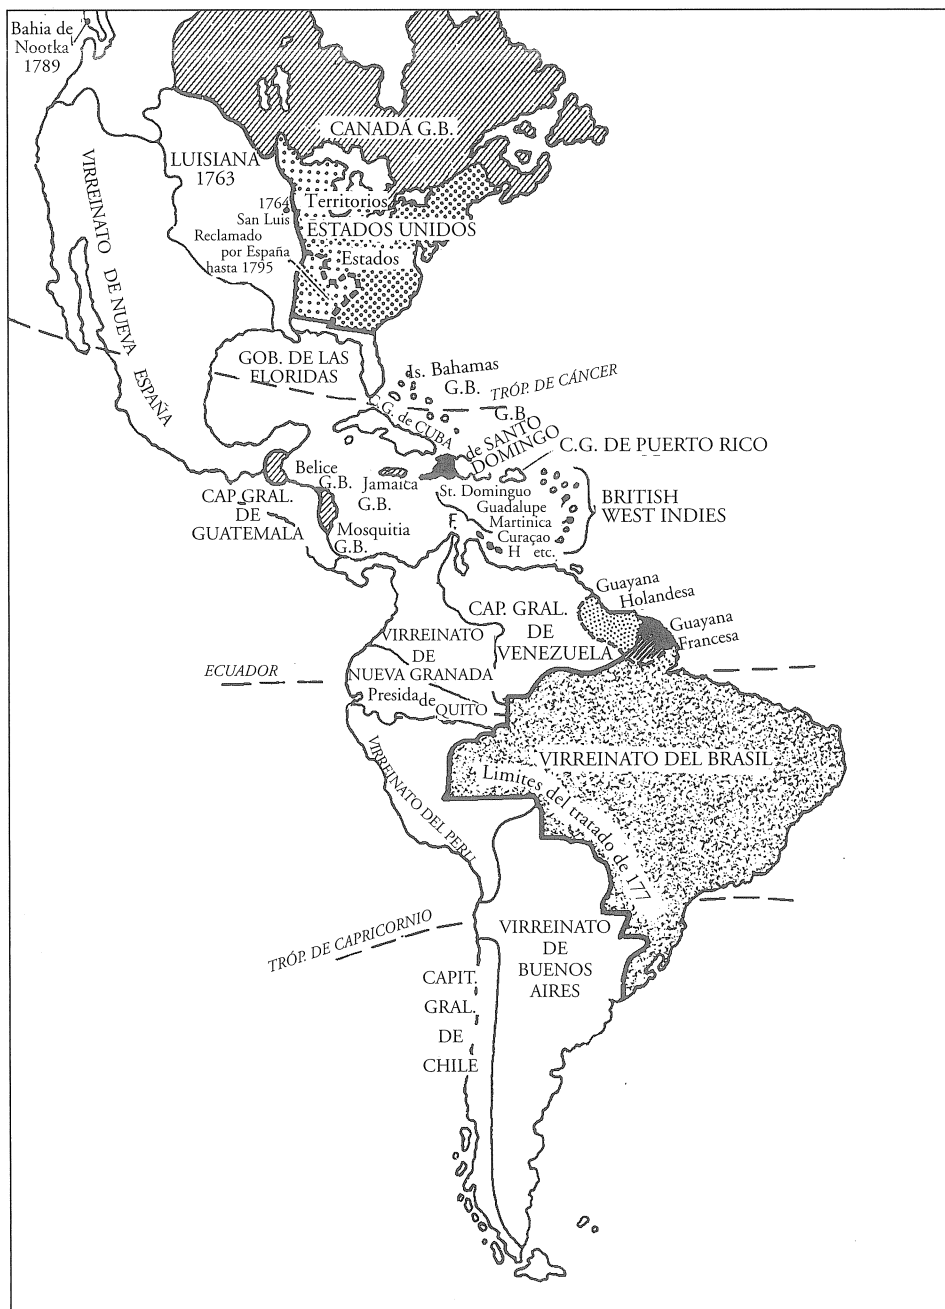 Bahia de
Nootka
1789
CANADÁ G.B.
LUISIANA
1763
VIRREINATO DE NUEVA ESPAÑA
Territorios
1764
San Luis
ESTADOS UNIDOS
Reclamado
por España
hasta 1795
Estados
GOB. DE LAS
FLORIDAS
Is. Bahamas
G.B.
TRÓP. DE CÁNCER
G.B.
C.G. de CUBA
de SANTO
DOMINGO
C.G. DE PUERTO RICO
Belice
G.B.
Jamaica
G.B.
St. Dominguo
Guadalupe
Martinica
Curaçao
H etc.
F.
BRITISH
WEST INDIES
CAP. GRAL.
DE
GUATEMALA
Mosquitia
G.B.
Guayana
Holandesa
Guayana
Francesa
CAP. GRAL.
DE
VENEZUELA
VIRREINATO
DE
NUEVA GRANADA
ECUADOR
Presida de QUITO
VIRREINATO DEL BRASIL
VIRREINATO DEL PERU
Limites del tratado de 177
TRÓP. DE CAPRICORNIO
VIRREINATO
DE
BUENOS
AIRES
CAPIT.
GRAL.
DE
CHILE